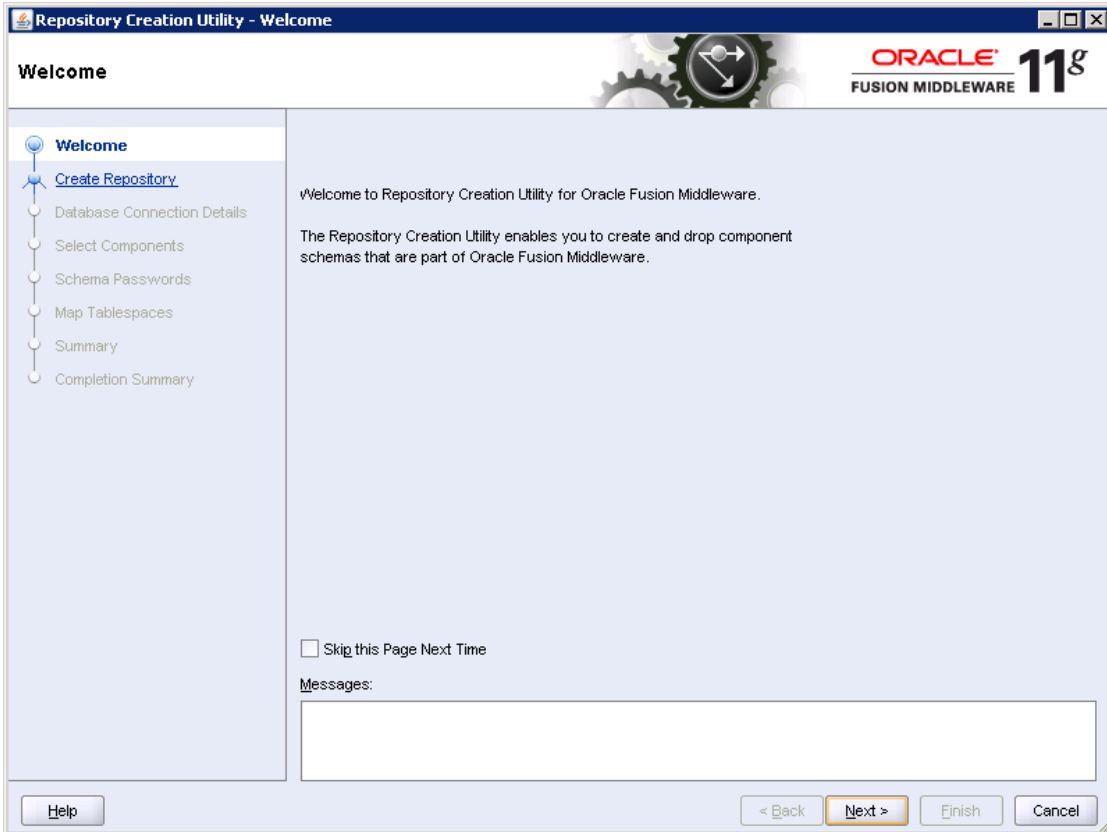 Repository Creation Utility - Welcome
Welcome
ORACLE
FUSION MIDDLEWARE 11g
Welcome
Create Repository
Database Connection Details
Select Components
Schema Passwords
Map Tablespaces
Summary
Completion Summary
Welcome to Repository Creation Utility for Oracle Fusion Middleware.
The Repository Creation Utility enables you to create and drop component
schemas that are part of Oracle Fusion Middleware.
Skip this Page Next Time
Messages:
Help
< Back
Next >
Finish
Cancel